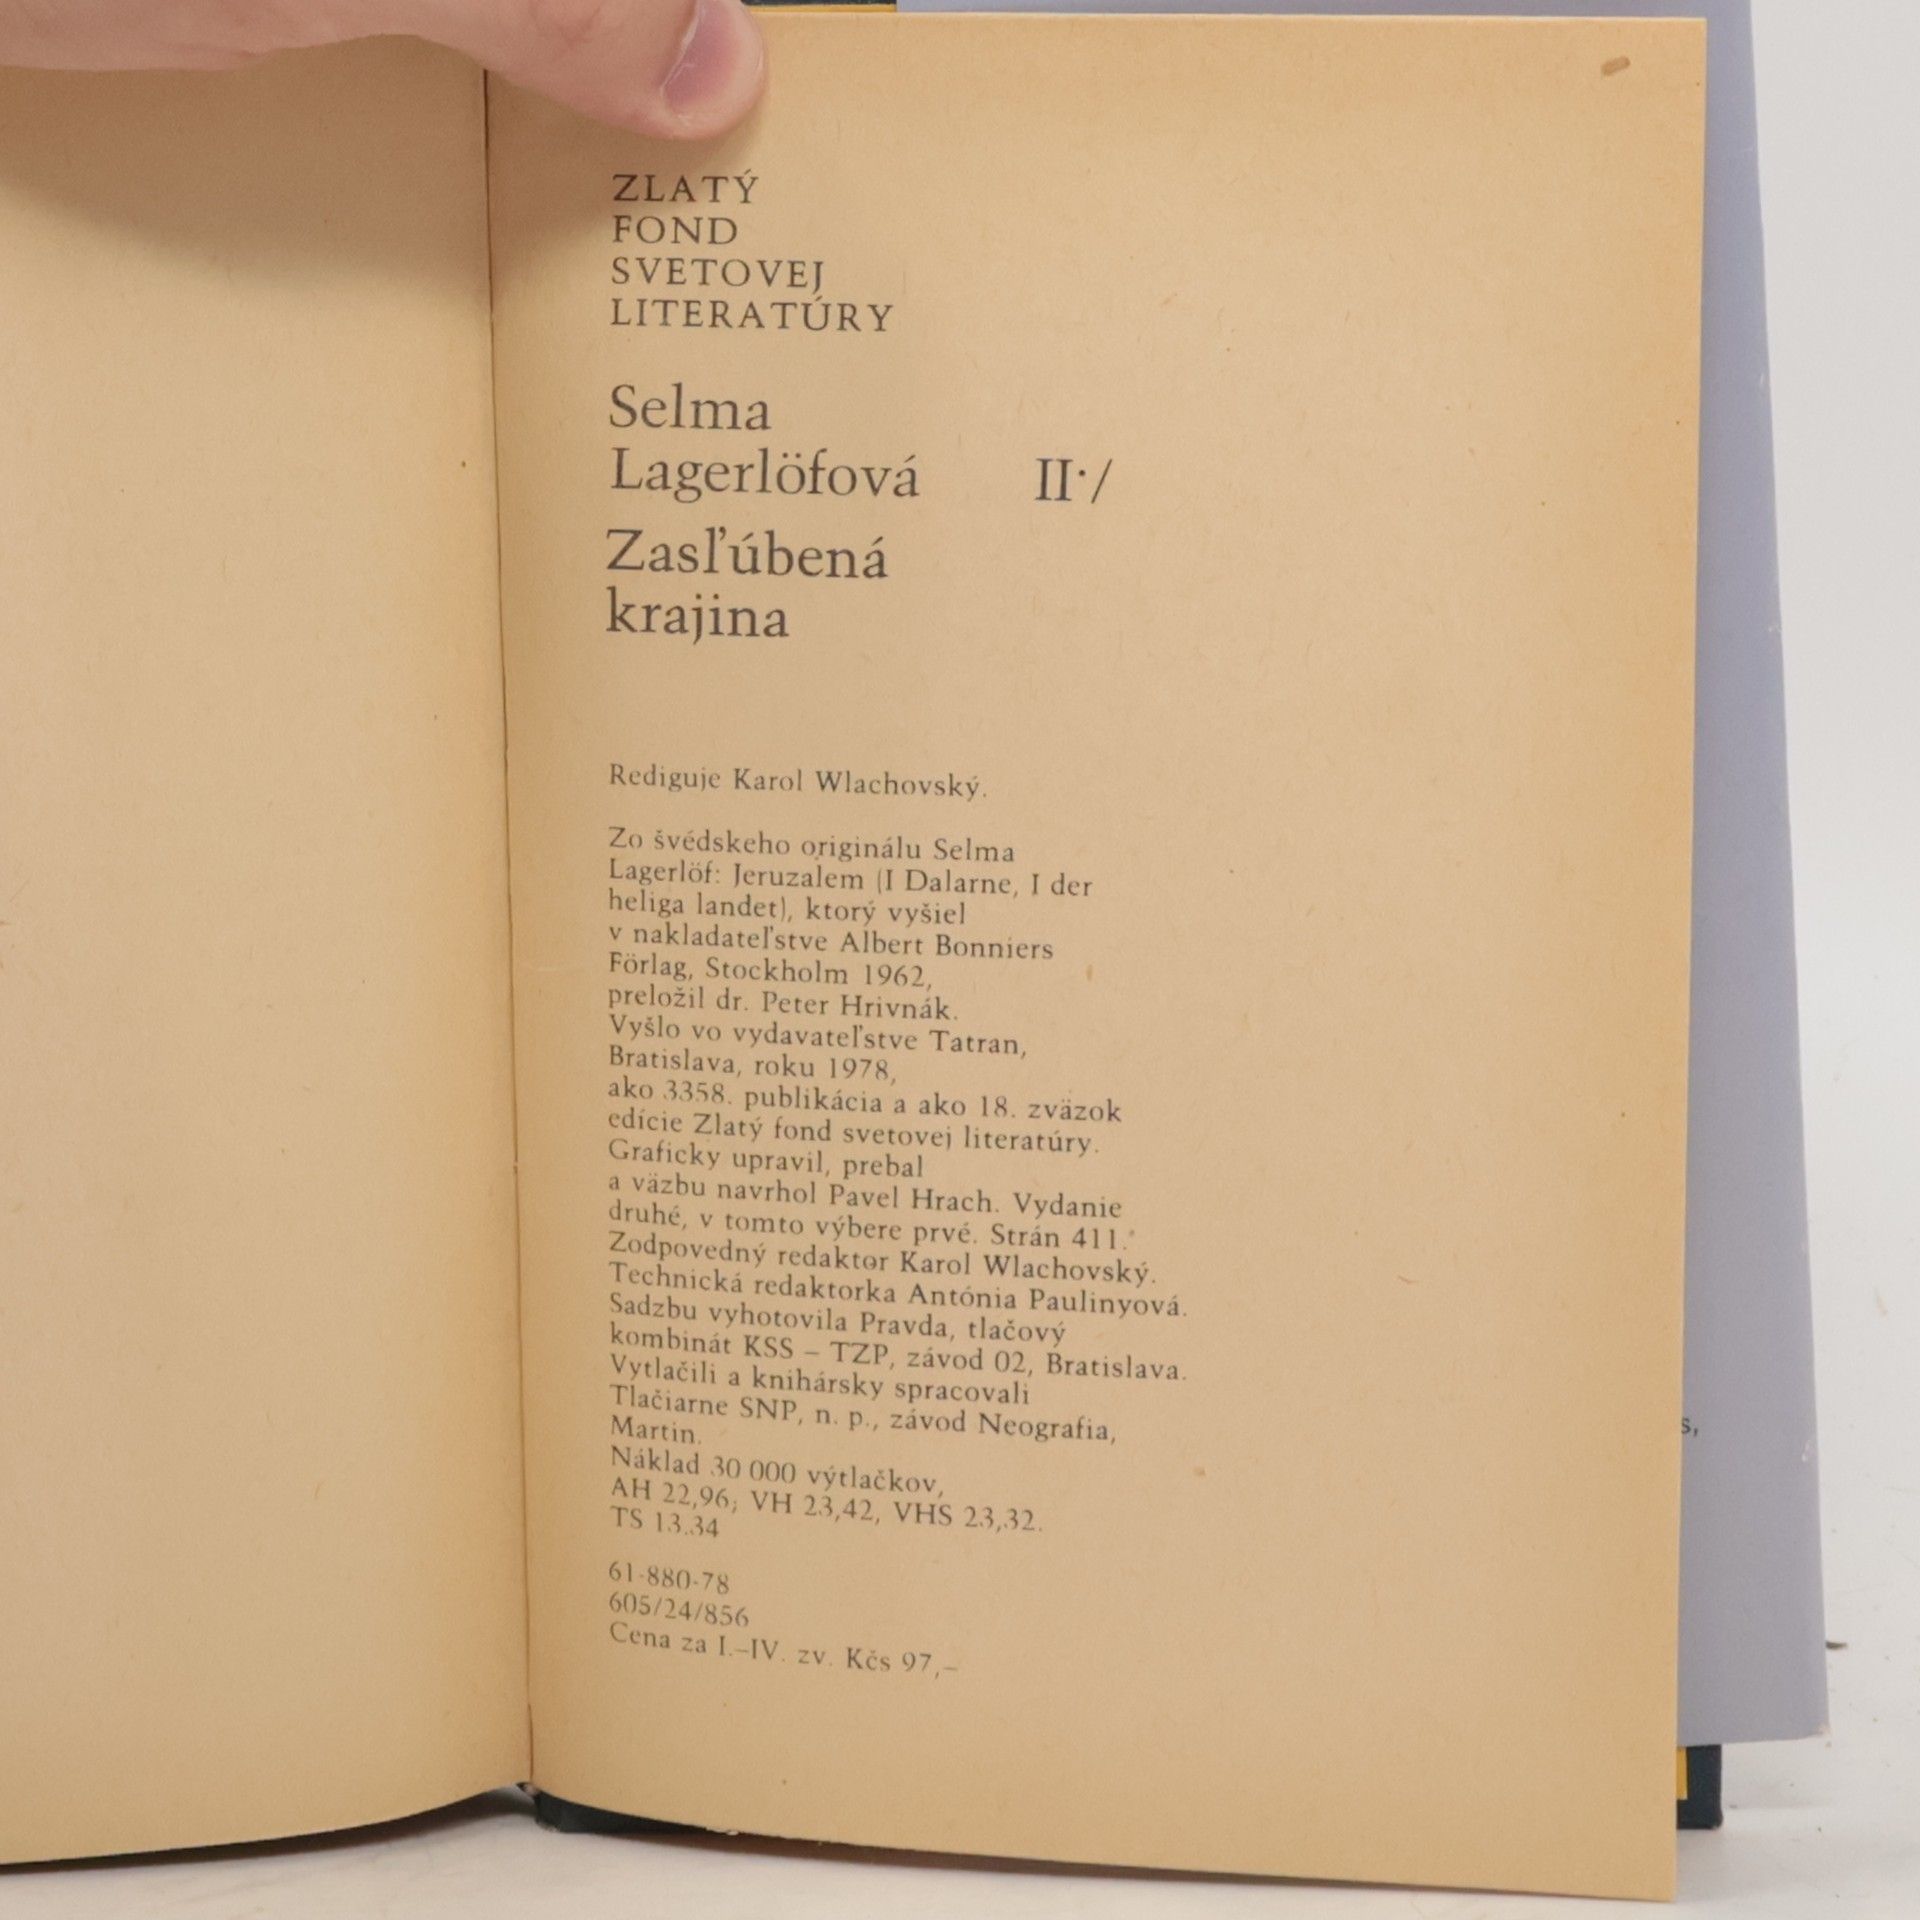 ZLATÝ
FOND
SVETOVEJ
LITERATÚRY
Selma
Lagerlöfová II·/
Zasľúbená
krajina
Rediguje Karol Wlachovský.
Zo švédskeho originálu Selma
Lagerlöf: Jeruzalem (I Dalarne, I der
heliga landet), ktorý vyšiel
v nakladateľstve Albert Bonniers
Förlag, Stockholm 1962,
preložil dr. Peter Hrivnák.
Vyšlo vo vydavateľstve Tatran,
Bratislava, roku 1978,
ako 3358. publikácia a ako 18. zväzok
edície Zlatý fond svetovej literatúry.
Graficky upravil, prebal
a väzbu navrhol Pavel Hrach. Vydanie
druhé, v tomto výbere prvé. Strán 411.
Zodpovedný redaktor Karol Wlachovský.
Technická redaktorka Antónia Paulinyová.
Sadzbu vyhotovila Pravda, tlačový
kombinát KSS – TZP, závod 02, Bratislava.
Vytlačili a knihársky spracovali
Tlačiarne SNP, n. p., závod Neografia,
Martin.
Náklad 30 000 výtlačkov,
AH 22,96; VH 23,42, VHS 23,32.
TS 13.34
61-880-78
605/24/856
Cena za I.–IV. zv. Kčs 97,–
s,